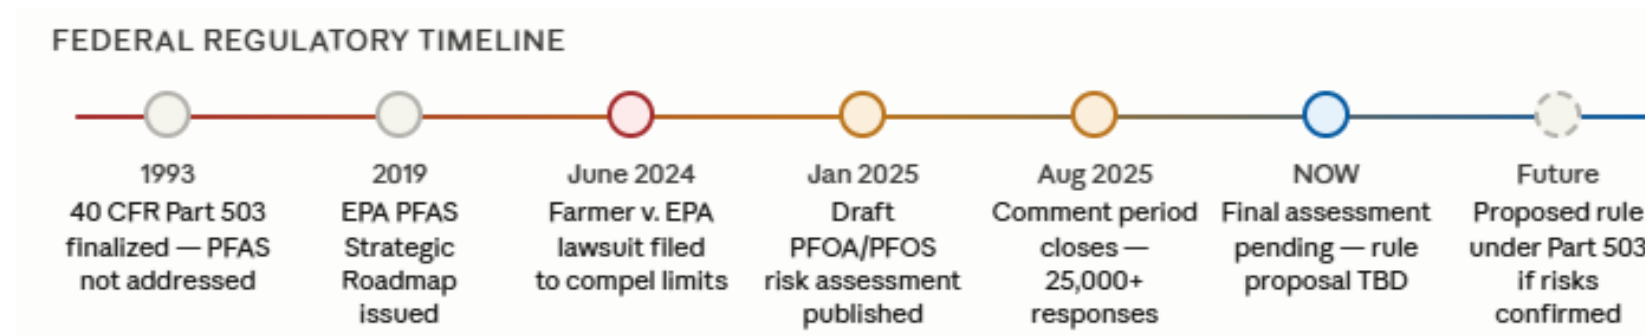 FEDERAL REGULATORY TIMELINE
1993
40 CFR Part 503
finalized — PFAS
not addressed
2019
EPA PFAS
Strategic
Roadmap
issued
June 2024
Farmer v. EPA
lawsuit filed
to compel limits
Jan 2025
Draft
PFOA/PFOS
risk assessment
published
Aug 2025
Comment period
closes —
25,000+
responses
NOW
Final assessment
pending — rule
proposal TBD
Future
Proposed rule
under Part 503
if risks
confirmed